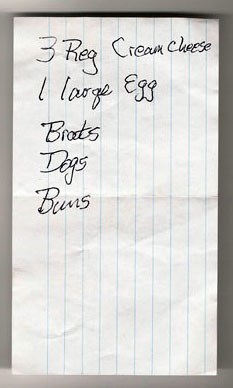 3 Reg Cream Cheese
1 large Egg
Brats
Dogs
Buns